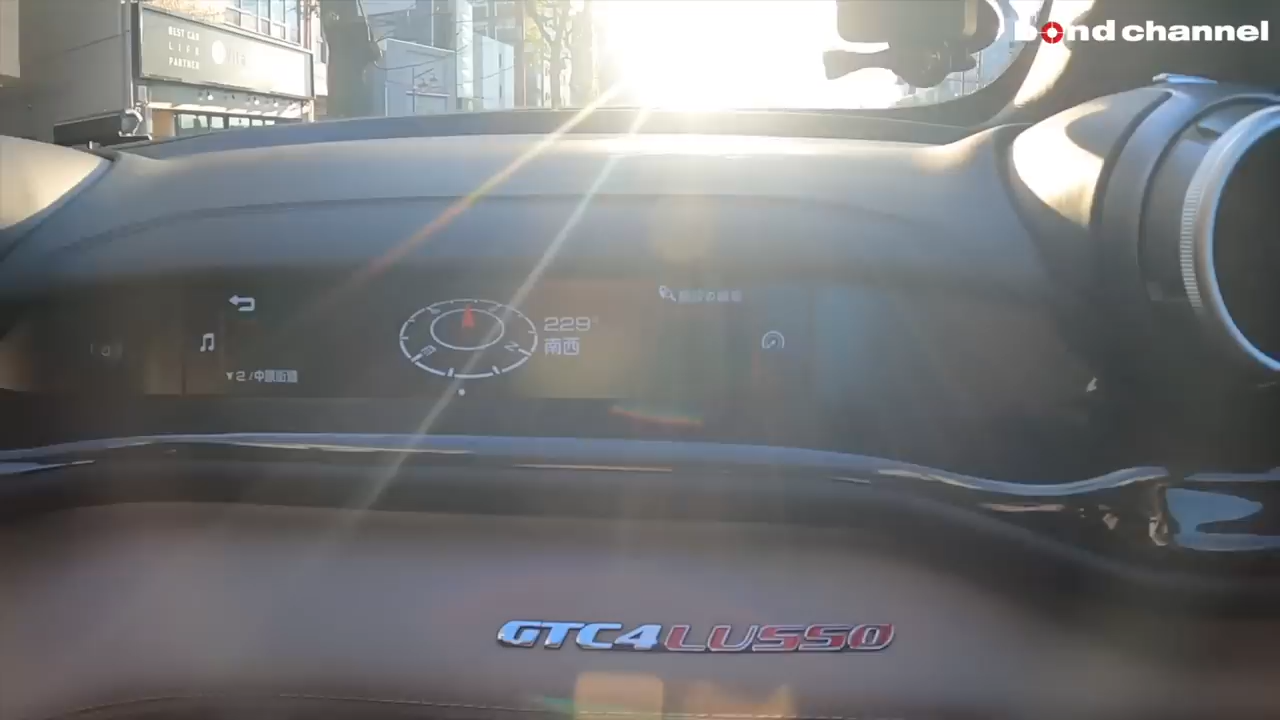 bond channel
BEST CAR
LIFE
PARTNER
229°
南西
N
GTC4LUSSO